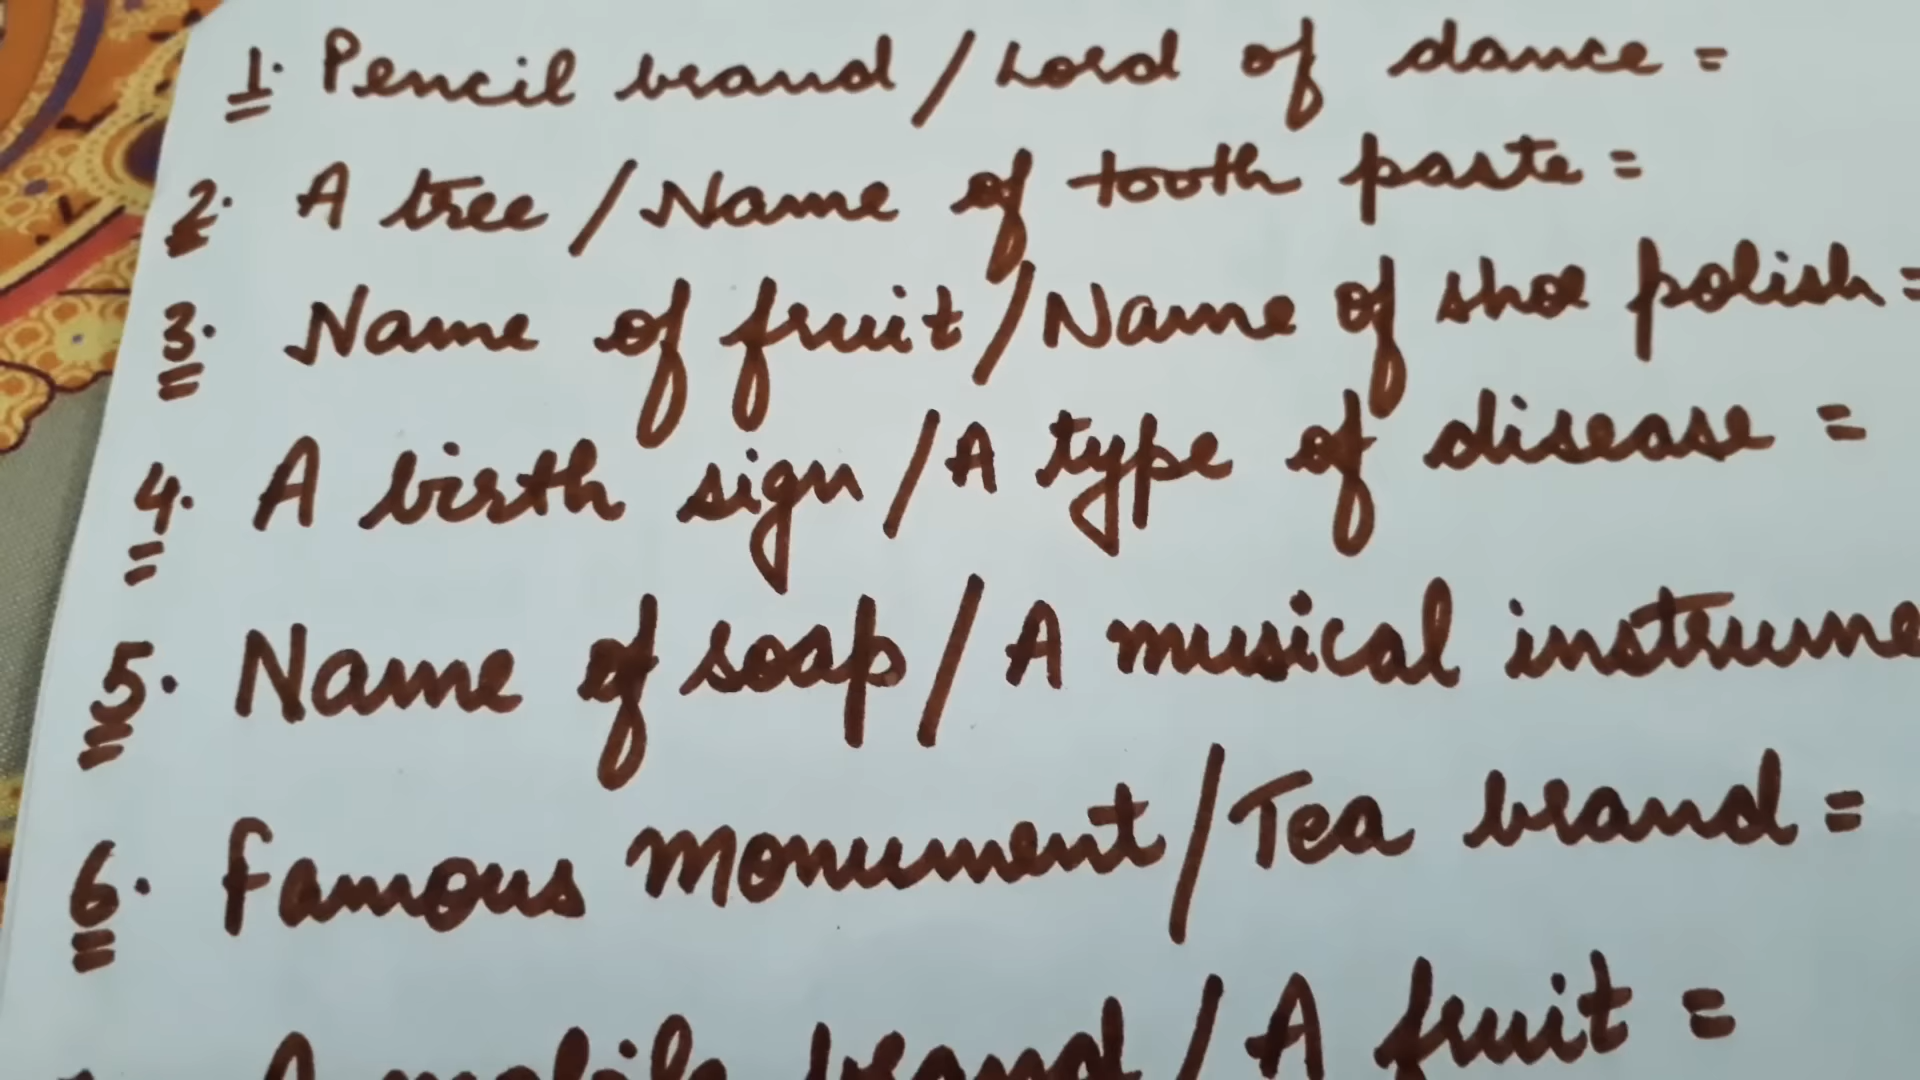 1. Pencil brand / Lord of dance =
2. A tree / Name of tooth paste =
3. Name of fruit / Name of shoe polish =
4. A birth sign / A type of disease =
5. Name of soap / A musical instrume
6. Famous monument / Tea brand =
A mobile brand / A fruit =